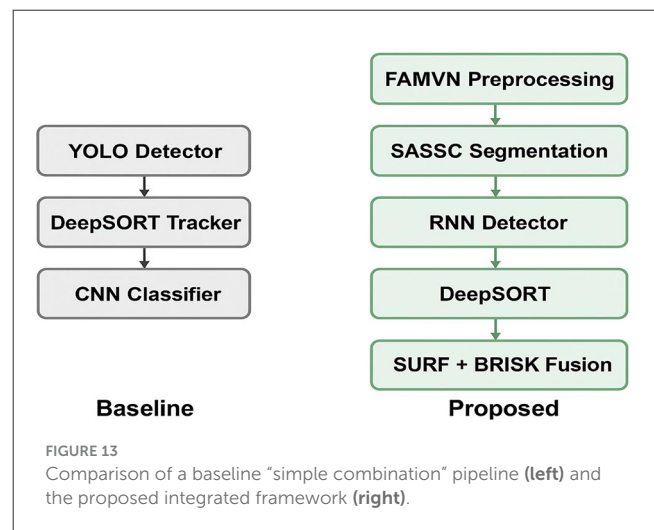 YOLO Detector
DeepSORT Tracker
CNN Classifier
Baseline
FAMVN Preprocessing
SASSC Segmentation
RNN Detector
DeepSORT
SURF + BRISK Fusion
Proposed
FIGURE 13
Comparison of a baseline “simple combination” pipeline (left) and
the proposed integrated framework (right).